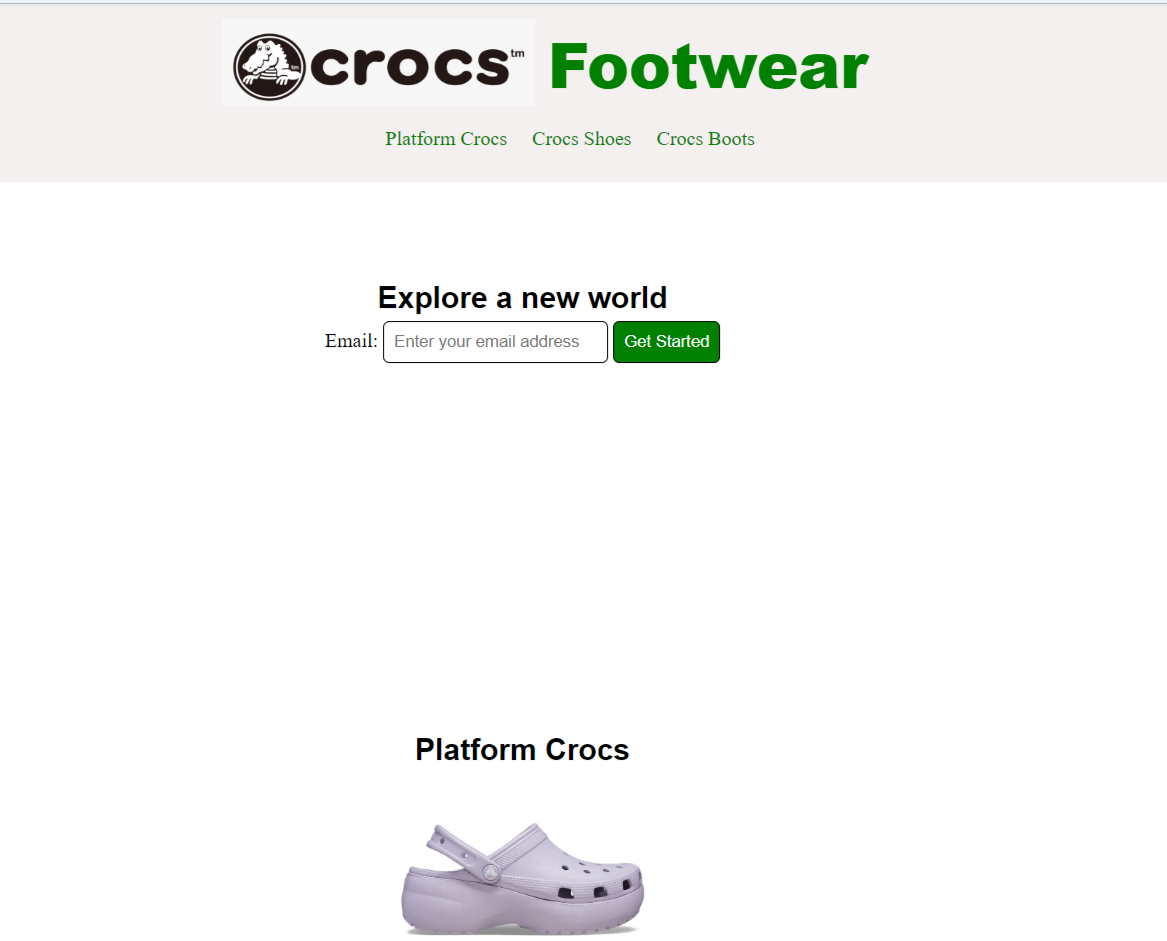 crocs™ Footwear
Platform Crocs Crocs Shoes Crocs Boots
Explore a new world
Email: Enter your email address Get Started
Platform Crocs